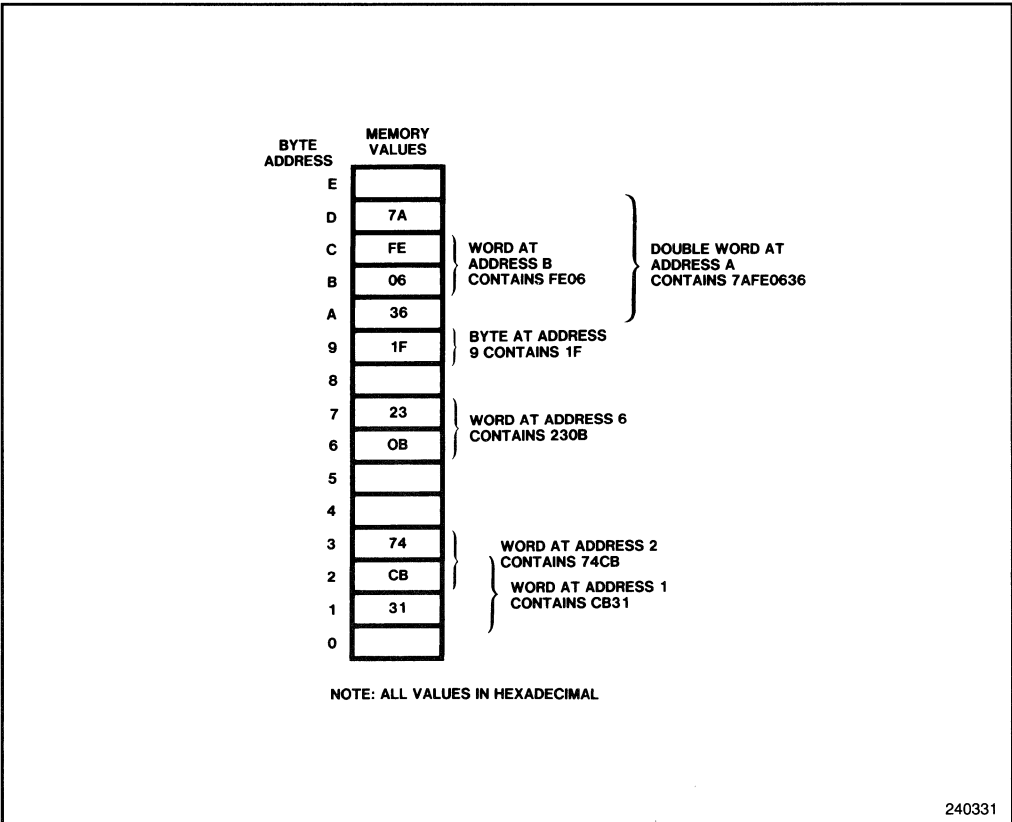 BYTE
ADDRESS
MEMORY
VALUES
E
D 7A
C FE
B 06
A 36
9 1F
8
7 23
6 OB
5
4
3 74
2 CB
1 31
0
WORD AT
ADDRESS B
CONTAINS FE06
DOUBLE WORD AT
ADDRESS A
CONTAINS 7AFE0636
BYTE AT ADDRESS
9 CONTAINS 1F
WORD AT ADDRESS 6
CONTAINS 230B
WORD AT ADDRESS 2
CONTAINS 74CB
WORD AT ADDRESS 1
CONTAINS CB31
NOTE: ALL VALUES IN HEXADECIMAL
240331